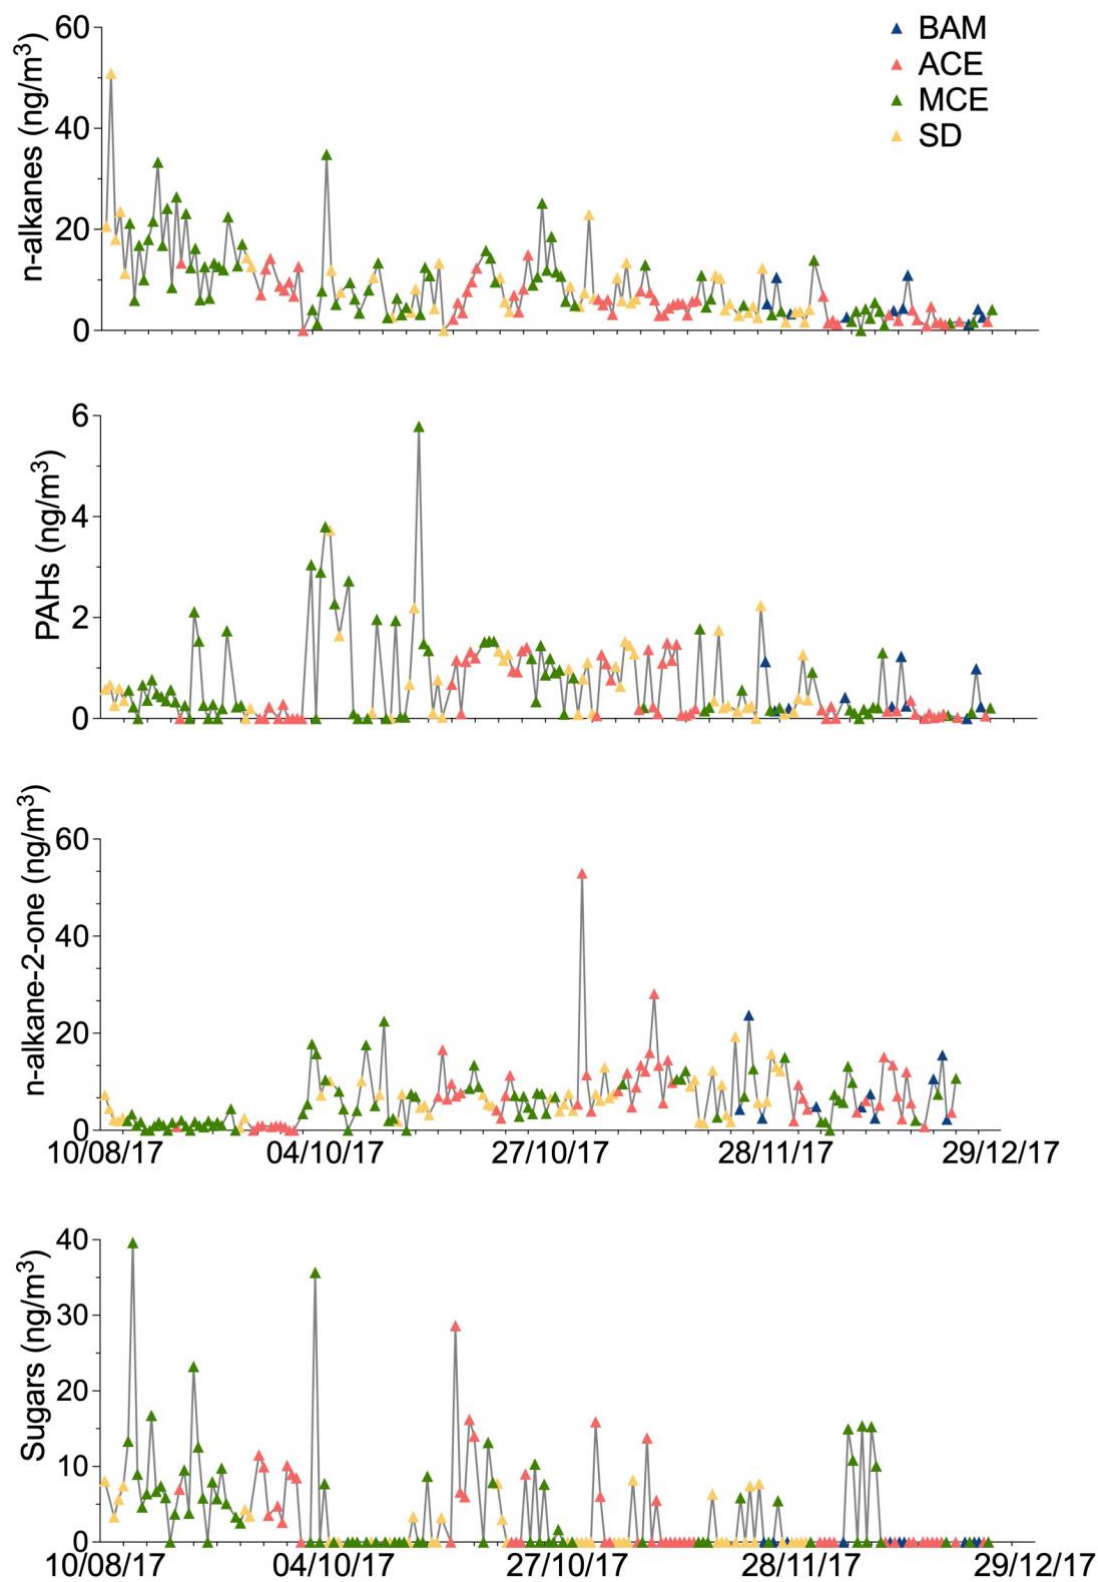 60
40
20
0
n-alkanes (ng/m³)
BAM
ACE
MCE
SD
6
4
2
0
PAHs (ng/m³)
60
40
20
0
n-alkane-2-one (ng/m³)
10/08/17 04/10/17 27/10/17 28/11/17 29/12/17
40
30
20
10
0
Sugars (ng/m³)
10/08/17 04/10/17 27/10/17 28/11/17 29/12/17